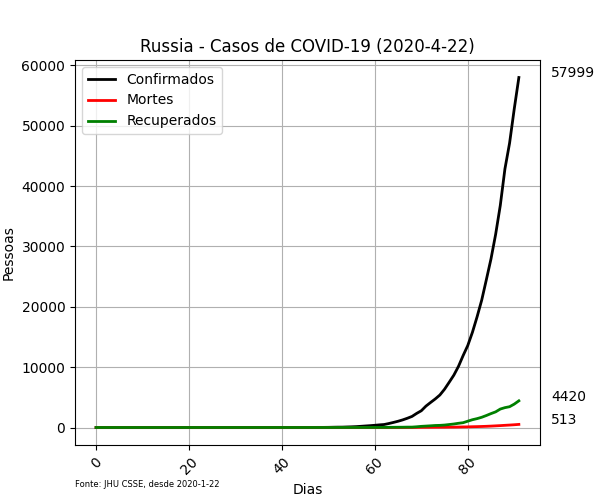 Russia - Casos de COVID-19 (2020-4-22)
Confirmados
Mortes
Recuperados
Pessoas
60000
50000
40000
30000
20000
10000
0
57999
4420
513
0
20
40
60
80
Dias
Fonte: JHU CSSE, desde 2020-1-22